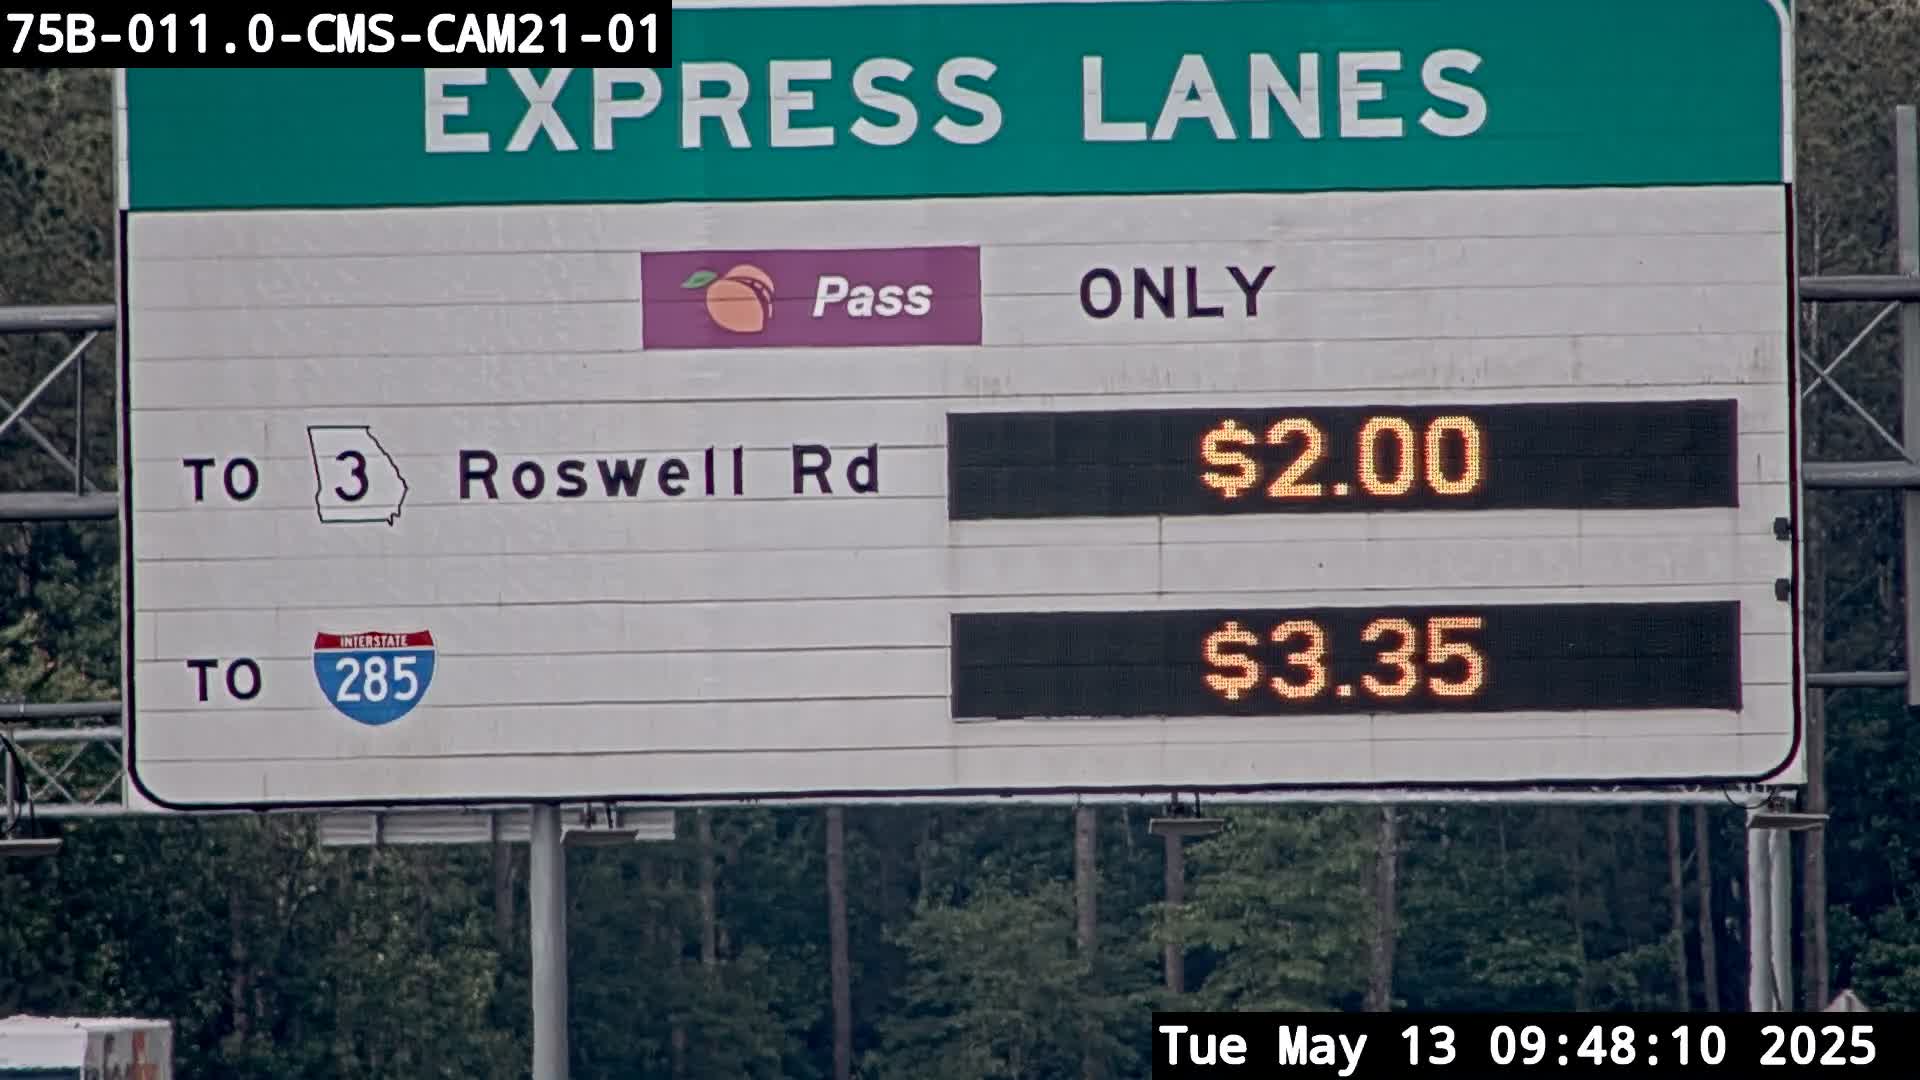 75B-011.0-CMS-CAM21-01
EXPRESS LANES
Pass ONLY
TO 3 Roswell Rd $2.00
TO INTERSTATE 285 $3.35
Tue May 13 09:48:10 2025